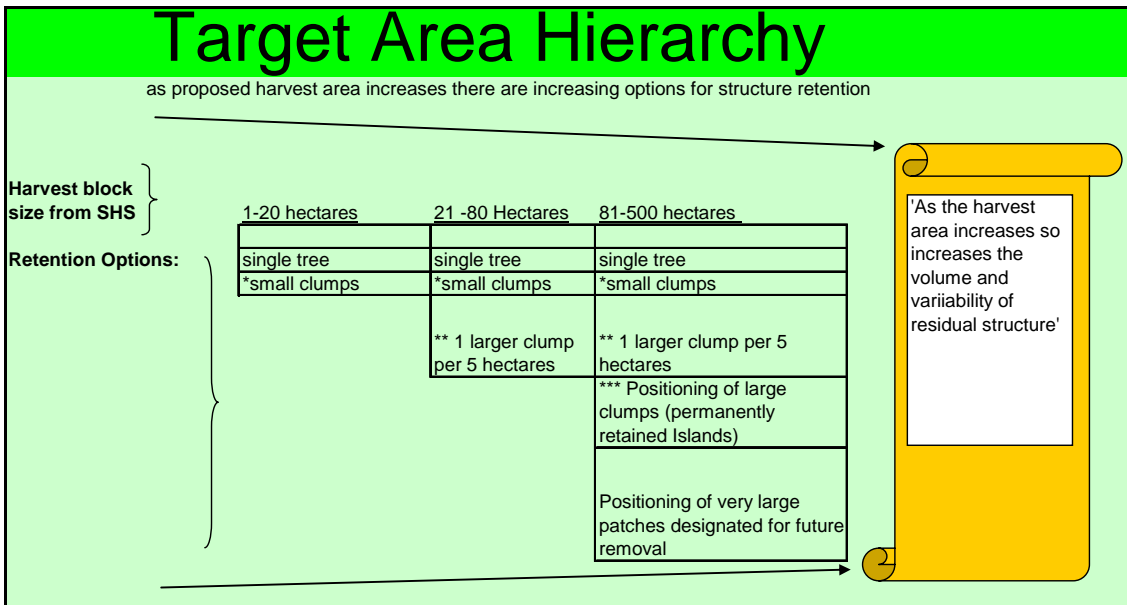 Target Area Hierarchy
as proposed harvest area increases there are increasing options for structure retention
Harvest block
size from SHS
1-20 hectares
21 -80 Hectares
81-500 hectares
Retention Options:
single tree
single tree
single tree
*small clumps
*small clumps
*small clumps
** 1 larger clump
per 5 hectares
** 1 larger clump per 5
hectares
*** Positioning of large
clumps (permanently
retained Islands)
Positioning of very large
patches designated for future
removal
'As the harvest
area increases so
increases the
volume and
variiability of
residual structure'